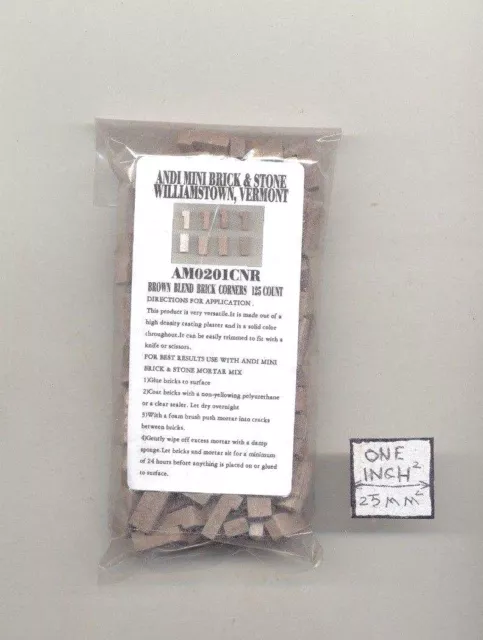 ANDI MINI BRICK & STONE
WILLIAMSTOWN, VERMONT
AM0201CNR
BROWN BLEND BRICK CORNERS 125 COUNT
DIRECTIONS FOR APPLICATION :
This product is very versatile.It is made out of a
high density casting plaster and is a solid color
throughout.It can be easily trimmed to fit with a
knife or scissors.
FOR BEST RESULTS USE WITH ANDI MINI
BRICK & STONE MORTAR MIX
1)Glue bricks to surface
2)Coat bricks with a non-yellowing polyurethane
or a clear sealer. Let dry overnight
3)With a foam brush push mortar into cracks
between bricks.
4)Gently wipe off excess mortar with a damp
sponge.Let bricks and mortar sit for a minimum
of 24 hours before anything is placed on or glued
to surface.
ONE
INCH²
25MM²